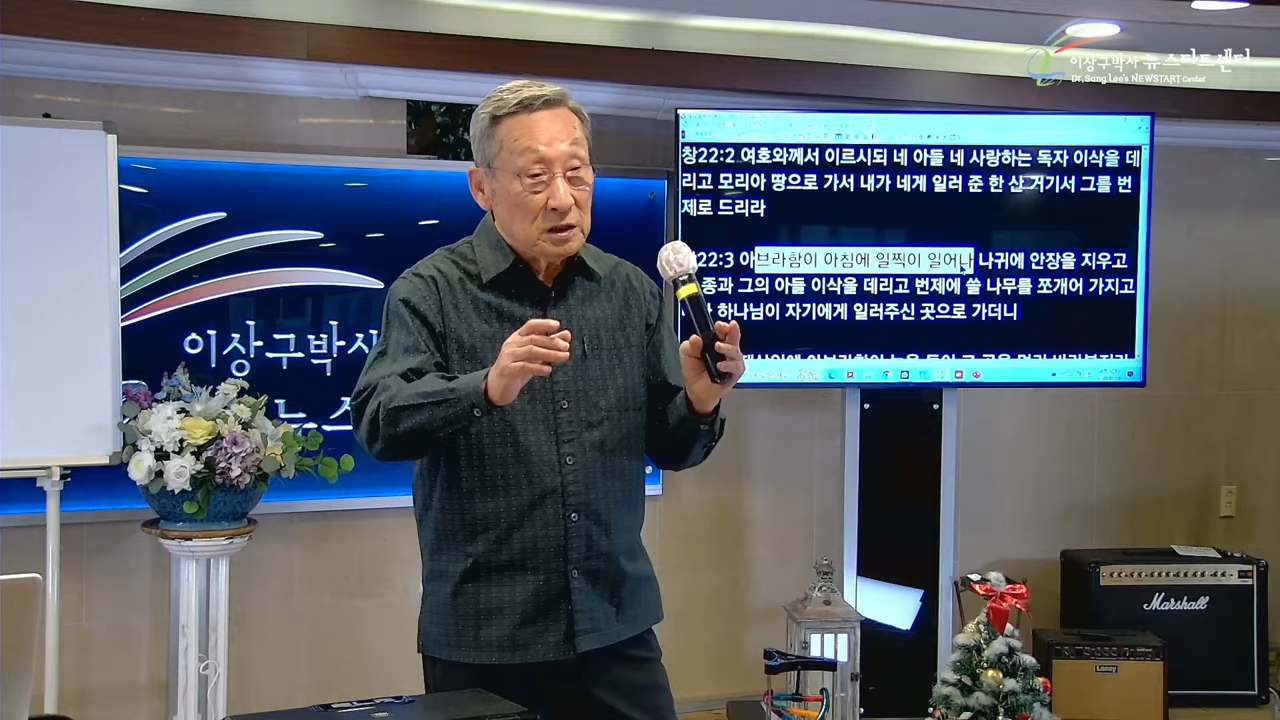 이상구박사 뉴스타트센터
Dr. Sang Lee's NEWSTART Center
창22:2 여호와께서 이르시되 네 아들 네 사랑하는 독자 이삭을 데
리고 모리아 땅으로 가서 내가 네게 일러 준 한 산 거기서 그를 번
제로 드리라
22:3 아브라함이 아침에 일찍이 일어나 나귀에 안장을 지우고
종과 그의 아들 이삭을 데리고 번제에 쓸 나무를 쪼개어 가지고
하나님이 자기에게 일러주신 곳으로 가더니
이상구박사
뉴스
Marshall
Laney